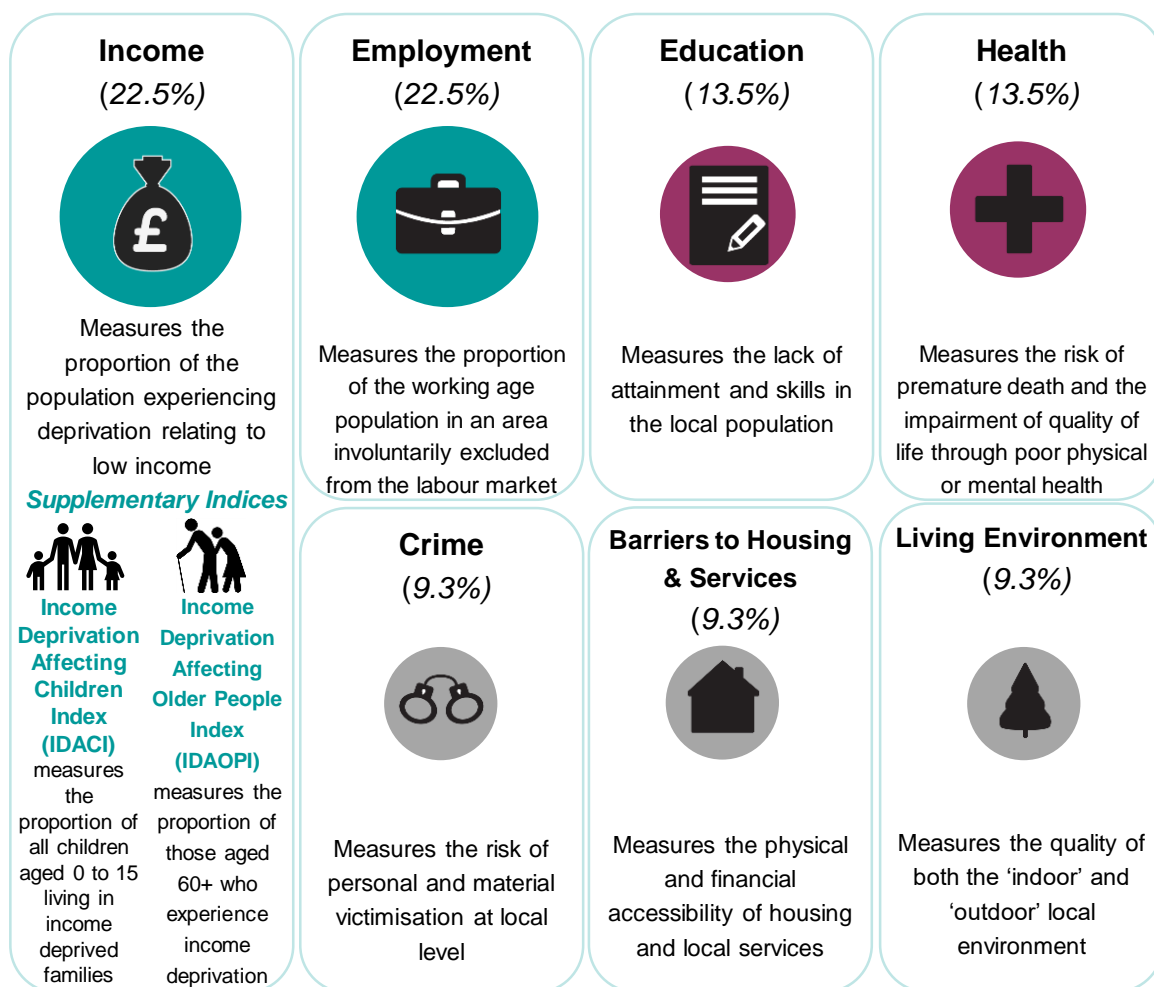 Income
(22.5%)
£
Measures the
proportion of the
population experiencing
deprivation relating to
low income
Supplementary Indices
Income
Deprivation
Affecting
Children
Index
(IDACI)
measures
the
proportion of
all children
aged 0 to 15
living in
income
deprived
families
Income
Deprivation
Affecting
Older People
Index
(IDAOPI)
measures the
proportion of
those aged
60+ who
experience
income
deprivation
Employment
(22.5%)
Measures the proportion
of the working age
population in an area
involuntarily excluded
from the labour market
Education
(13.5%)
Measures the lack of
attainment and skills in
the local population
Health
(13.5%)
Measures the risk of
premature death and the
impairment of quality of
life through poor physical
or mental health
Crime
(9.3%)
Measures the risk of
personal and material
victimisation at local
level
Barriers to Housing
& Services
(9.3%)
Measures the physical
and financial
accessibility of housing
and local services
Living Environment
(9.3%)
Measures the quality of
both the ‘indoor’ and
‘outdoor’ local
environment